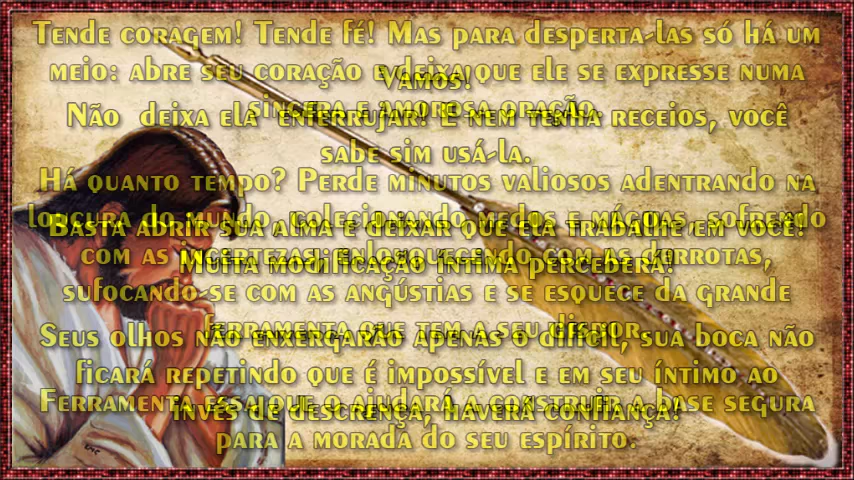 Tende coragem! Tende fé! Mas para desperta-las só há um
meio: abre seu coração e deixa que ele se expresse numa
Vamos!
sincera e amorosa oração.
Não deixa ela enferrujar! E nem tenha receios, você
sabe sim usá-la.
Há quanto tempo? Perde minutos valiosos adentrando na
loucura do mundo, colecionando medos e mágoas, sofrendo
Basta abrir sua alma e deixar que ela trabalhe em você!
com as incertezas, enlouquecendo com as derrotas,
Muita modificação íntima perceberá!
sufocando-se com as angústias e se esquece da grande
ferramenta que tem a seu dispor.
Seus olhos não enxergarão apenas o difícil, sua boca não
ficará repetindo que é impossível e em seu íntimo ao
Ferramenta essa que o ajudará a construir a base segura
invés de descrença, haverá confiança!
para a morada do seu espírito.